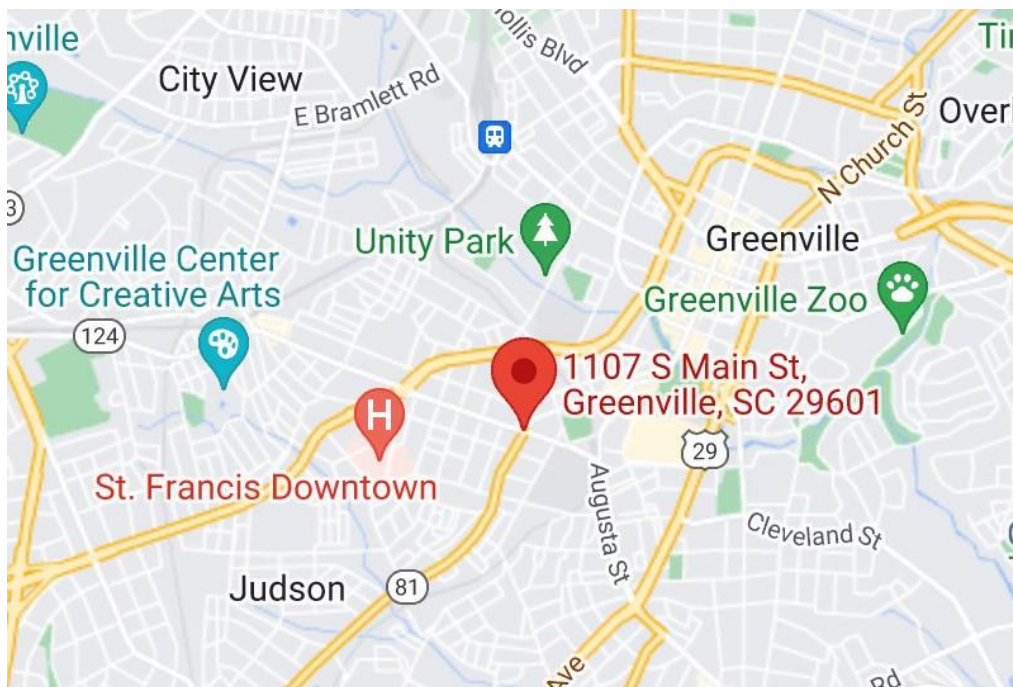 nville
City View
E Bramlett Rd
Hollis Blvd
Tir
Overl
N Church St
Unity Park
Greenville
Greenville Center
for Creative Arts
Greenville Zoo
124
1107 S Main St,
Greenville, SC 29601
H
29
St. Francis Downtown
Augusta St
Cleveland St
Judson
81
Ave
Rd